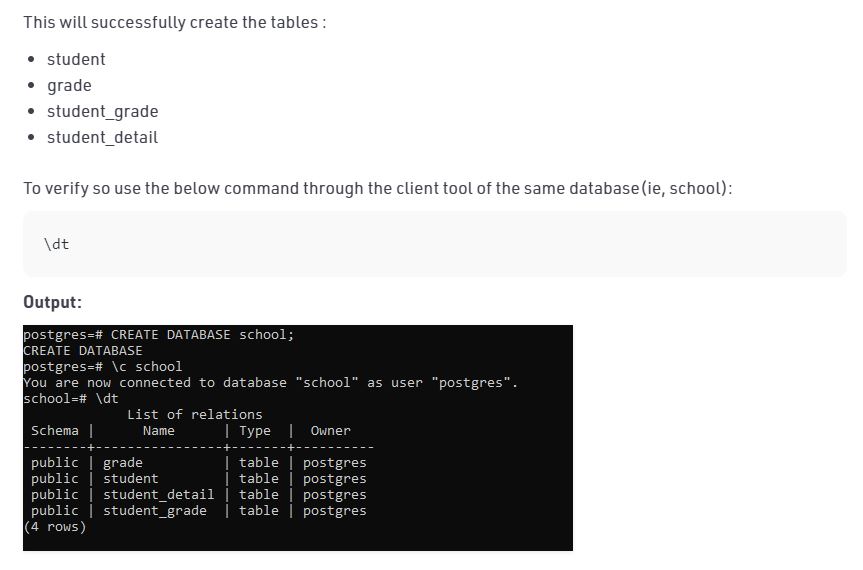 This will successfully create the tables :
• student
• grade
• student_grade
• student_detail
To verify so use the below command through the client tool of the same database(ie, school):
\dt
Output:
postgres=# CREATE DATABASE school;
CREATE DATABASE
postgres=# \c school
You are now connected to database "school" as user "postgres".
school=# \dt
             List of relations
 Schema |      Name      | Type  |  Owner
--------+----------------+-------+----------
 public | grade          | table | postgres
 public | student        | table | postgres
 public | student_detail | table | postgres
 public | student_grade  | table | postgres
(4 rows)